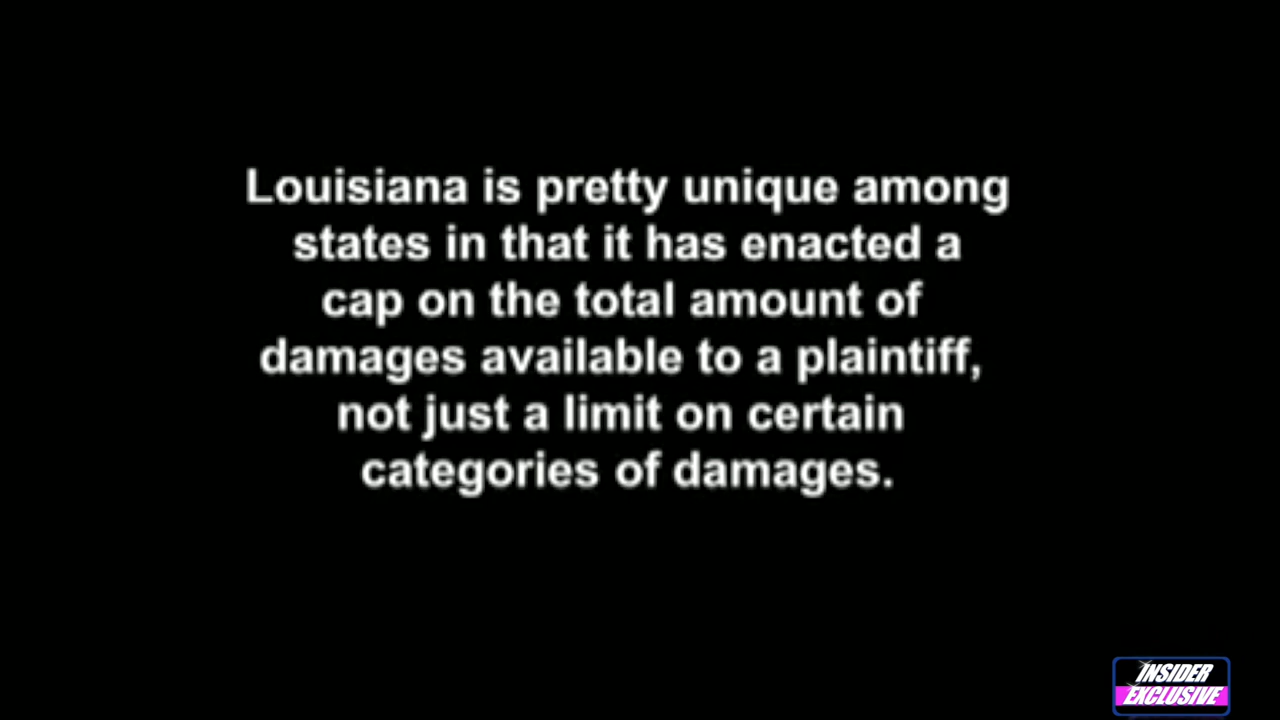 Louisiana is pretty unique among
states in that it has enacted a
cap on the total amount of
damages available to a plaintiff,
not just a limit on certain
categories of damages.
INSIDER
EXCLUSIVE